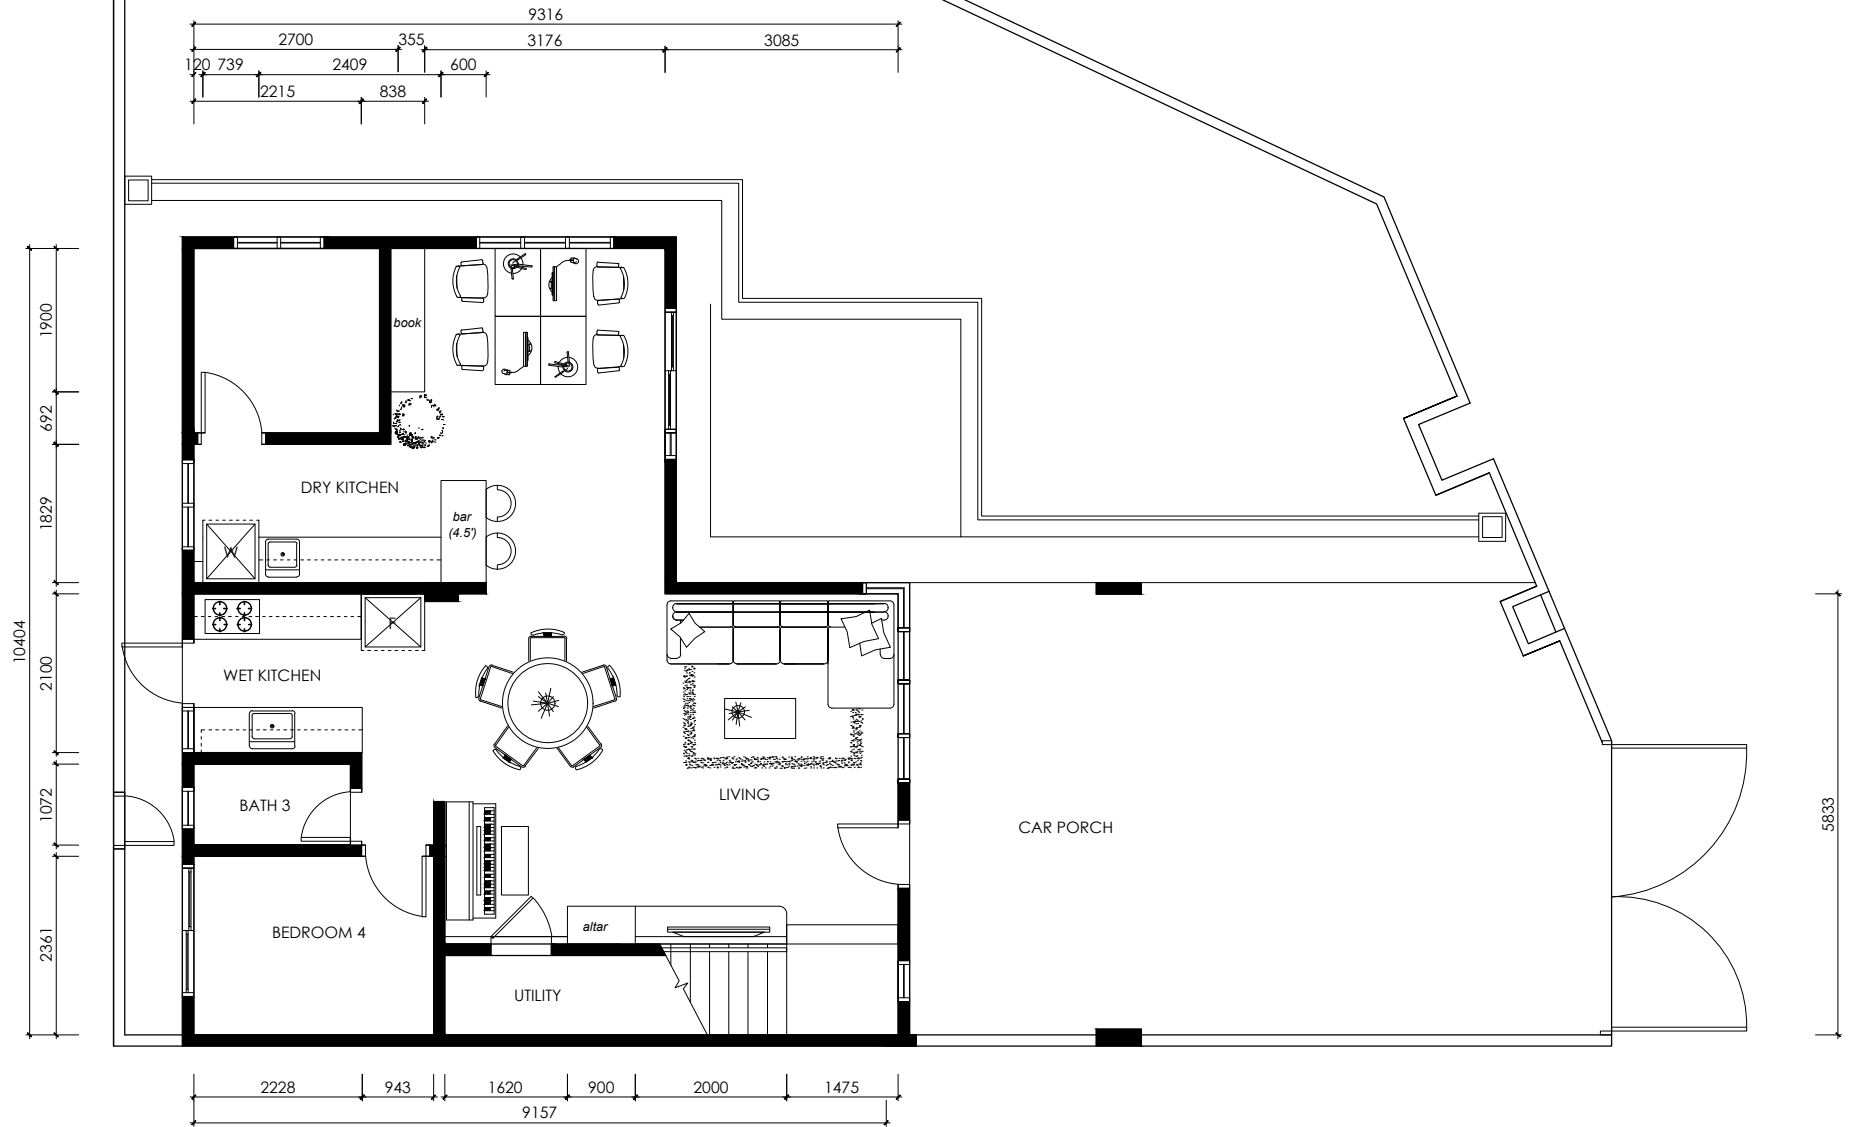 9316
2700 355 3176 3085
120 739 2409 600
2215 838
1900
book
692
DRY KITCHEN
bar
(4.5')
1829
W
F
10404
2100
WET KITCHEN
1072
BATH 3
LIVING
CAR PORCH
5833
2361
BEDROOM 4
altar
UTILITY
2228 943 1620 900 2000 1475
9157